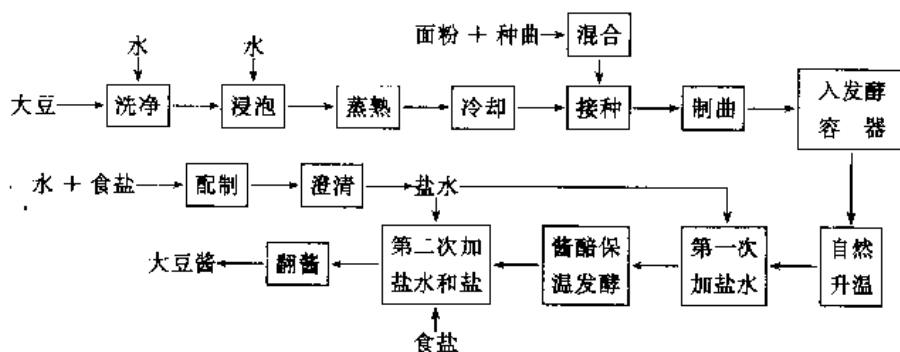 面粉 + 种曲 混合
水 水
大豆 洗净 浸泡 蒸熟 冷却 接种 制曲 入发酵容器
水 + 食盐 配制 澄清 盐水
大豆酱 翻酱 第二次加盐水和盐 酱醅保温发酵 第一次加盐水 自然升温
食盐